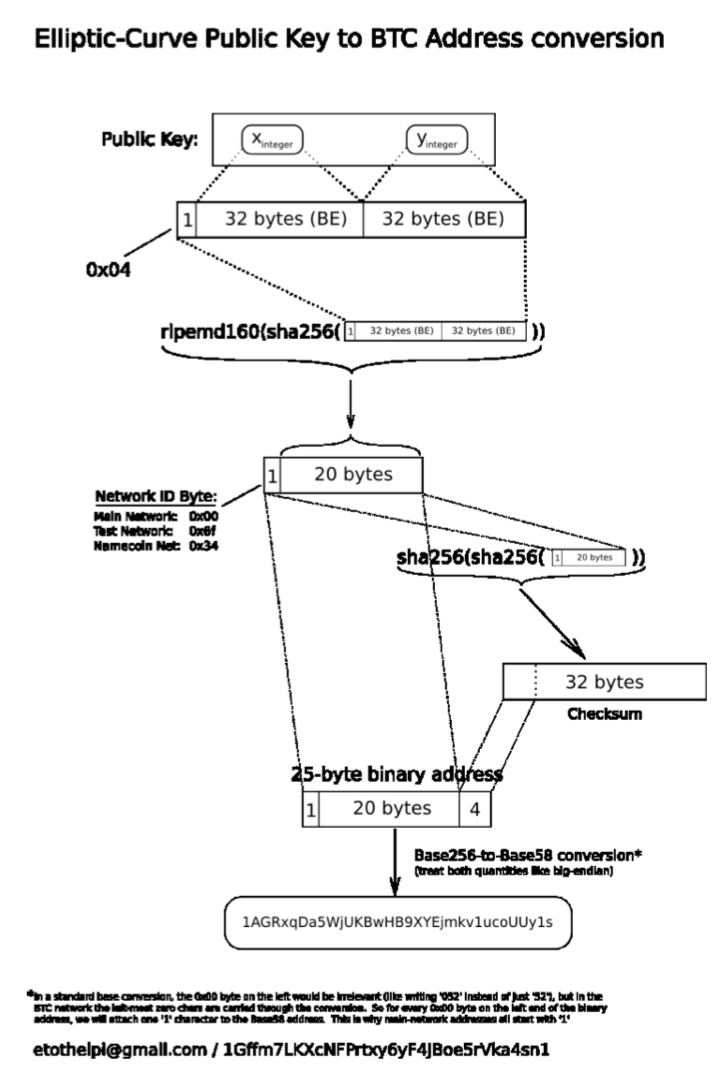 Elliptic-Curve Public Key to BTC Address conversion
Public Key:
x integer
y integer
1 32 bytes (BE) 32 bytes (BE)
0x04
ripemd160(sha256( 1 32 bytes (BE) 32 bytes (BE) ))
1 20 bytes
Network ID Byte:
Main Network: 0x00
Test Network: 0x6f
Namecoin Net: 0x34
sha256(sha256( 1 20 bytes ))
32 bytes
Checksum
25-byte binary address
1 20 bytes 4
Base256-to-Base58 conversion*
(treat both quantities like big-endian)
1AGRxqDa5WjUKBwHB9XYEjmkv1ucoUUy1s
*In a standard base conversion, the 0x00 byte on the left would be irrelevant (like writing '052' instead of just '52'), but in the
BTC network the left-most zero chars are carried through the conversion. So for every 0x00 byte on the left end of the binary
address, we will attach one '1' character to the Base58 address. This is why main-network addresses all start with '1'
etothelpi@gmail.com / 1Gffm7LKXcNFPrtxy6yF4JBoe5rVka4sn1